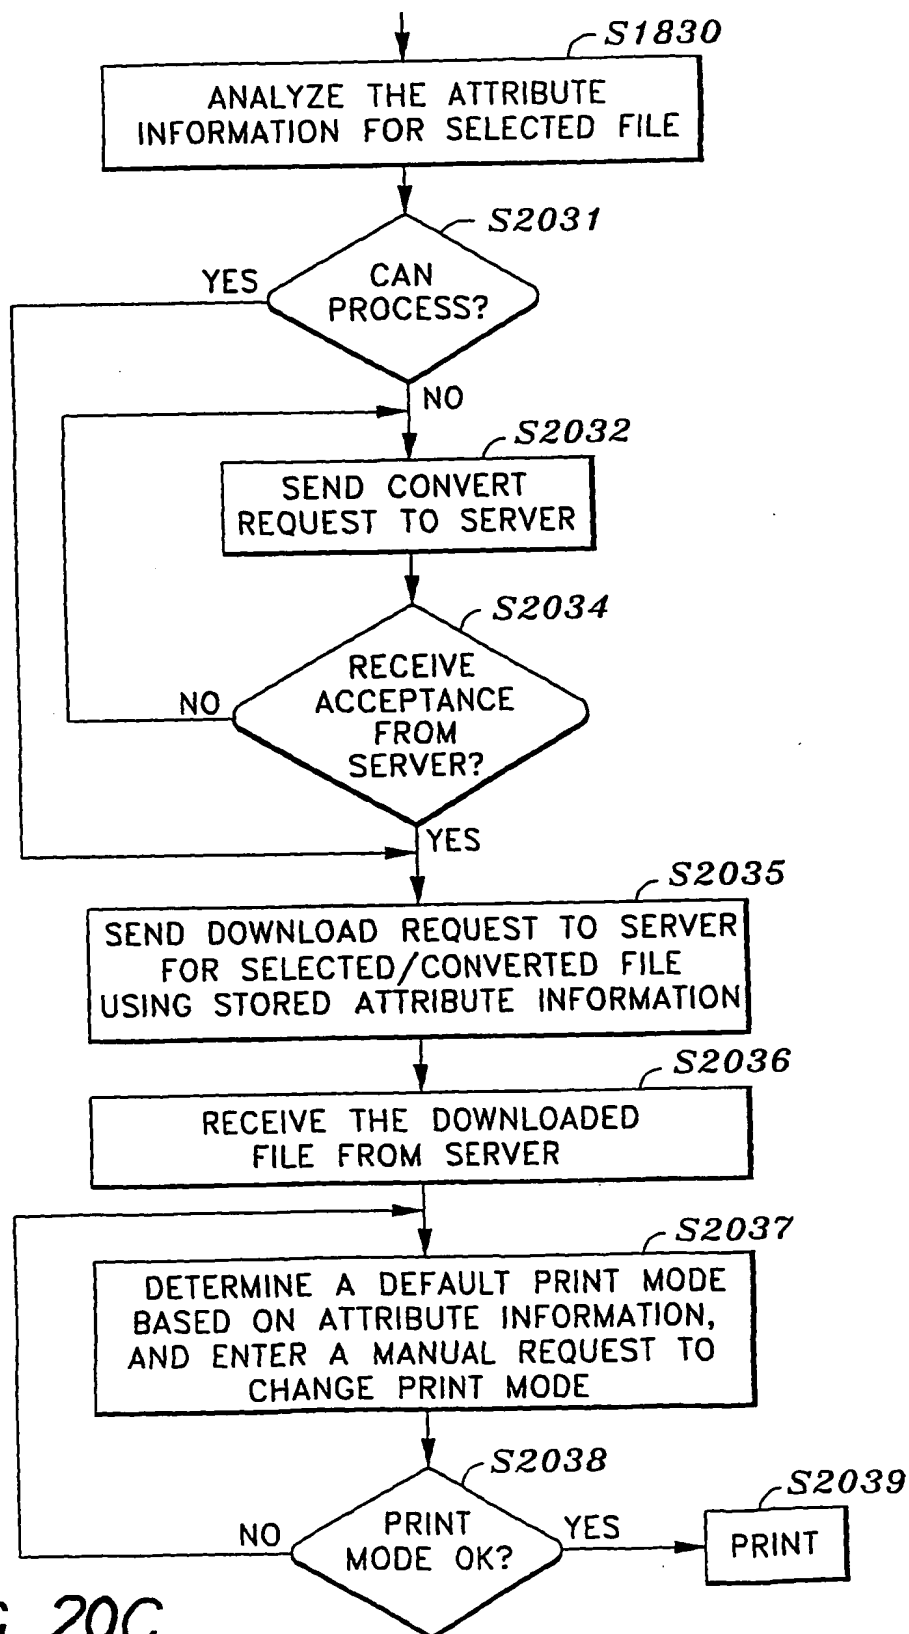 S1830
ANALYZE THE ATTRIBUTE
INFORMATION FOR SELECTED FILE
S2031
YES
CAN
PROCESS?
NO
S2032
SEND CONVERT
REQUEST TO SERVER
S2034
RECEIVE
ACCEPTANCE
FROM
SERVER?
NO
YES
S2035
SEND DOWNLOAD REQUEST TO SERVER
FOR SELECTED/CONVERTED FILE
USING STORED ATTRIBUTE INFORMATION
S2036
RECEIVE THE DOWNLOADED
FILE FROM SERVER
S2037
DETERMINE A DEFAULT PRINT MODE
BASED ON ATTRIBUTE INFORMATION,
AND ENTER A MANUAL REQUEST TO
CHANGE PRINT MODE
S2038
NO
PRINT
MODE OK?
YES
S2039
PRINT
20C